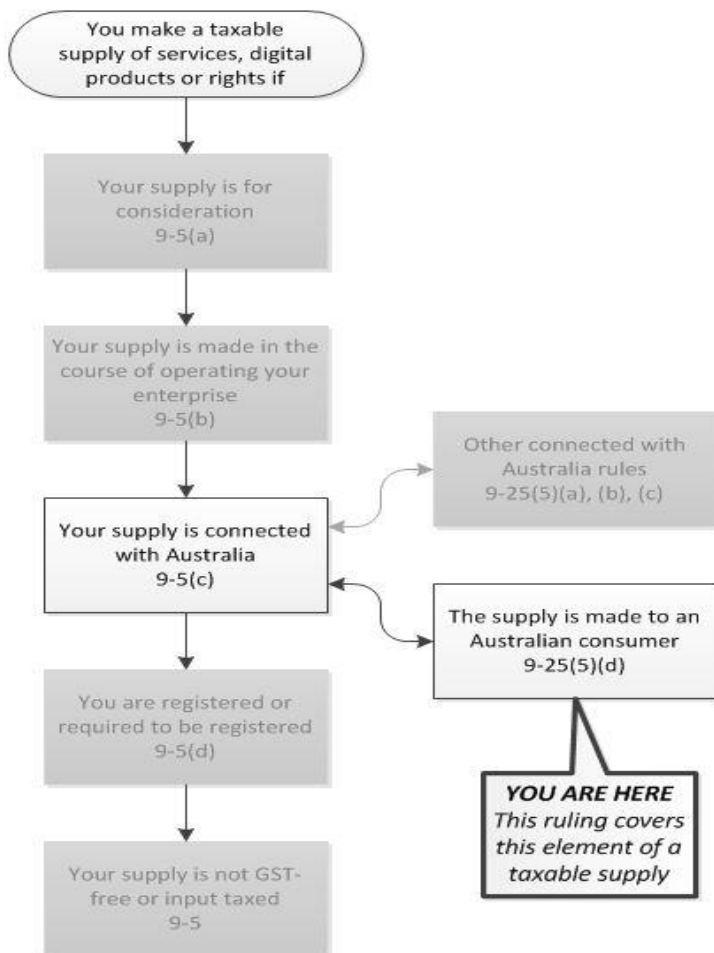 You make a taxable
supply of services, digital
products or rights if
Your supply is for
consideration
9-5(a)
Your supply is made in the
course of operating your
enterprise
9-5(b)
Other connected with
Australia rules
9-25(5)(a), (b), (c)
Your supply is connected
with Australia
9-5(c)
The supply is made to an
Australian consumer
9-25(5)(d)
You are registered or
required to be registered
9-5(d)
YOU ARE HERE
This ruling covers
this element of a
taxable supply
Your supply is not GST-
free or input taxed
9-5